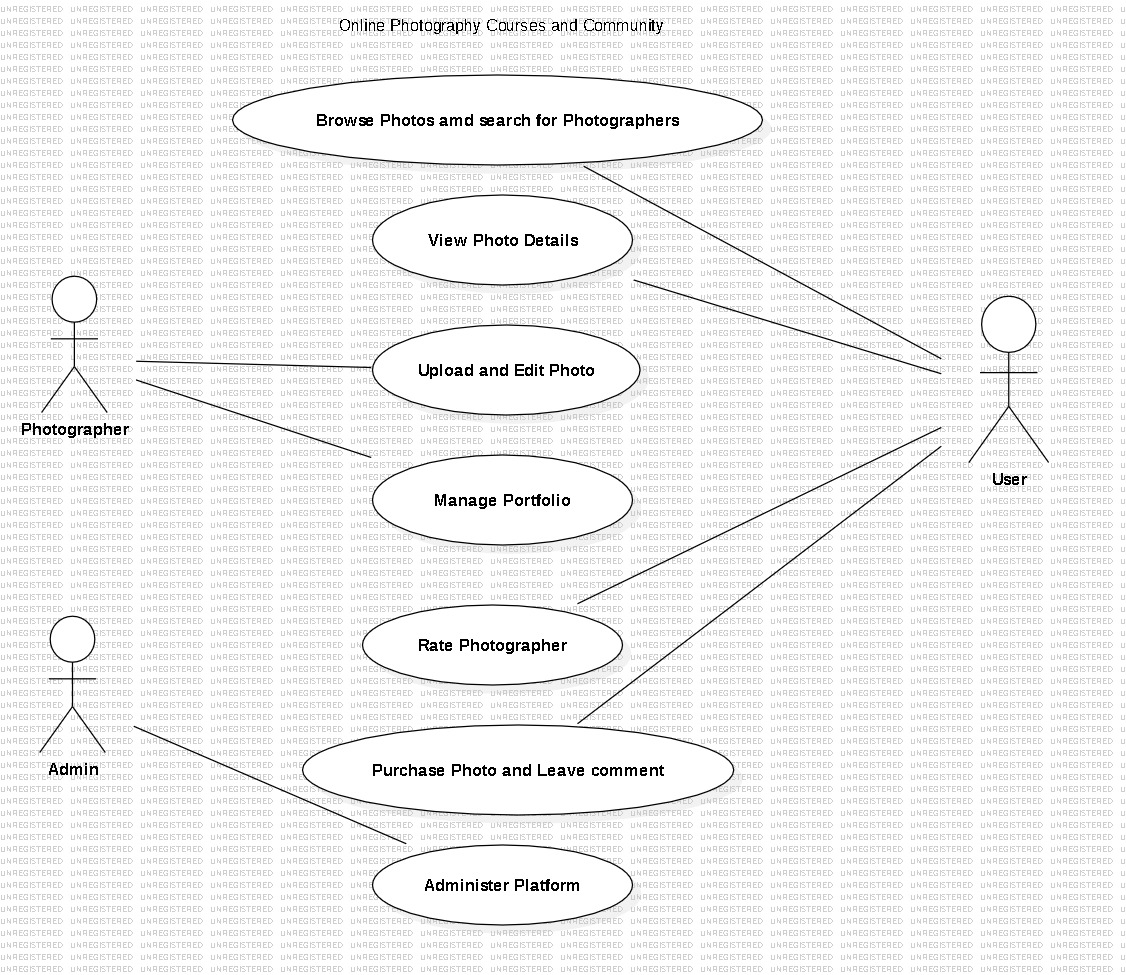 Online Photography Courses and Community
Browse Photos amd search for Photographers
View Photo Details
Upload and Edit Photo
Photographer
Manage Portfolio
User
Rate Photographer
Admin
Purchase Photo and Leave comment
Administer Platform
UNREGISTERED